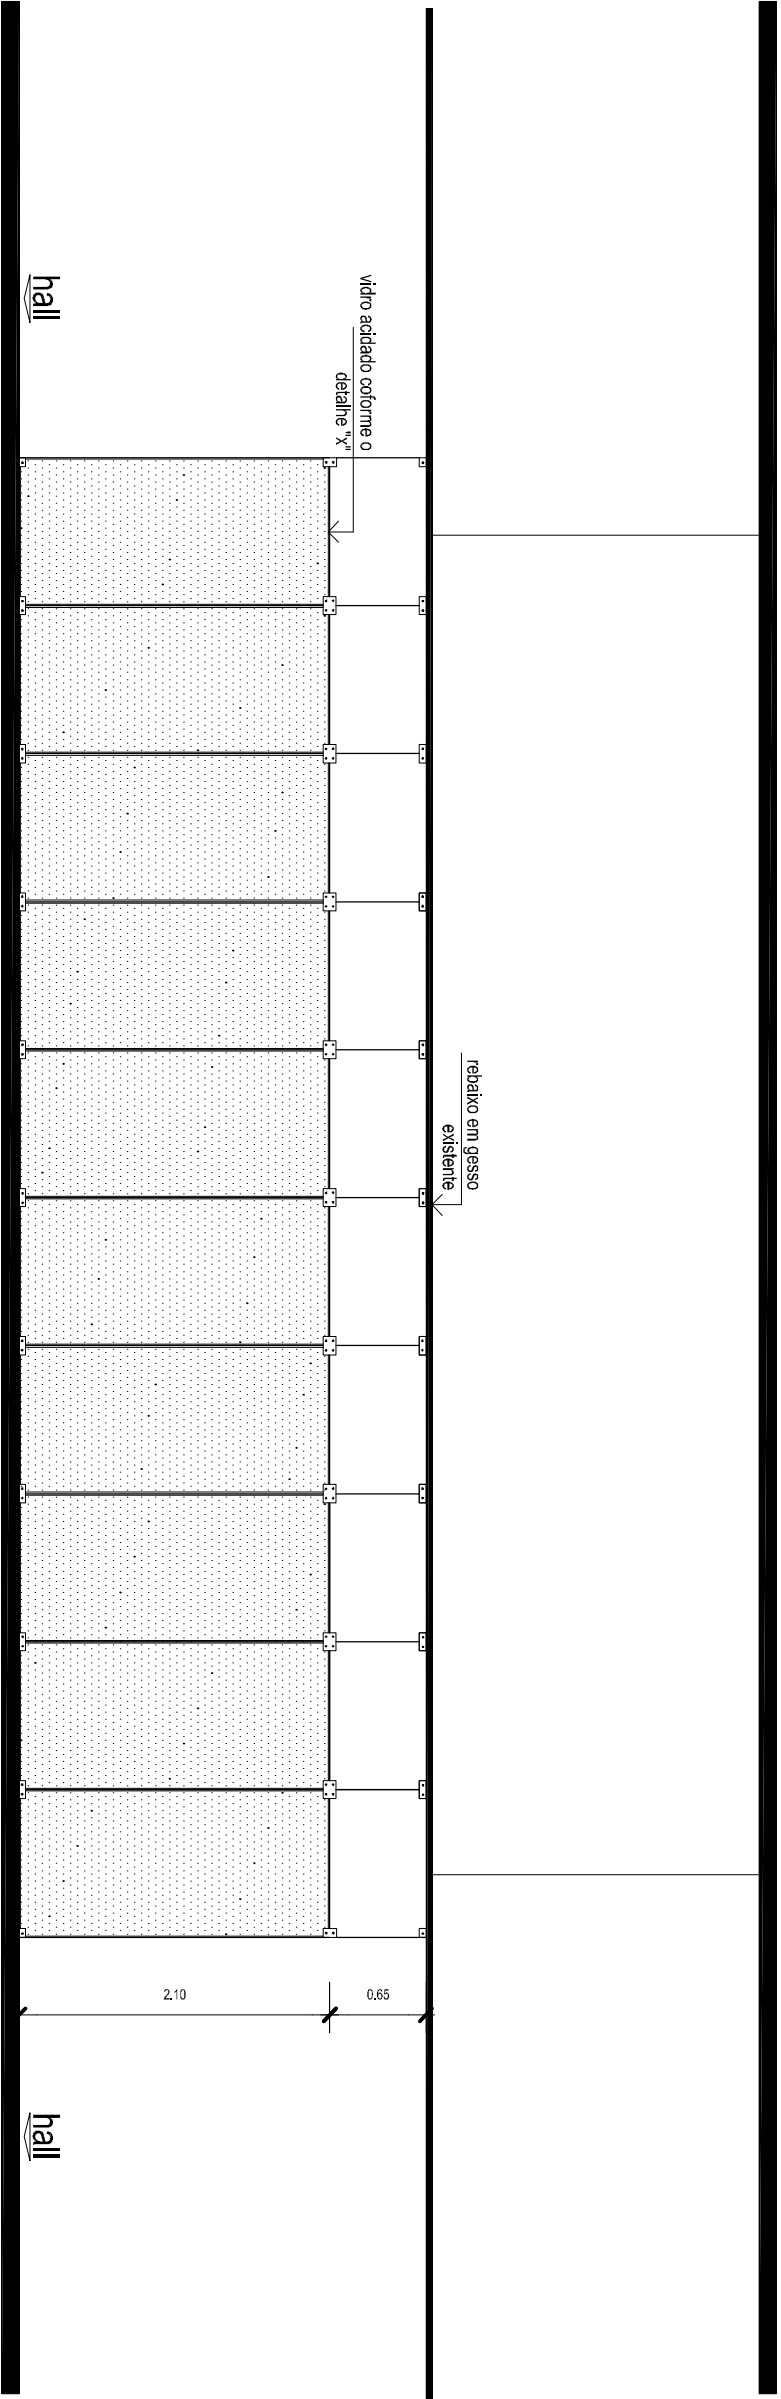 hall
vidro acidado coforme o
detalhe "x"
rebaixo em gesso
existente
2.10
0.65
hall